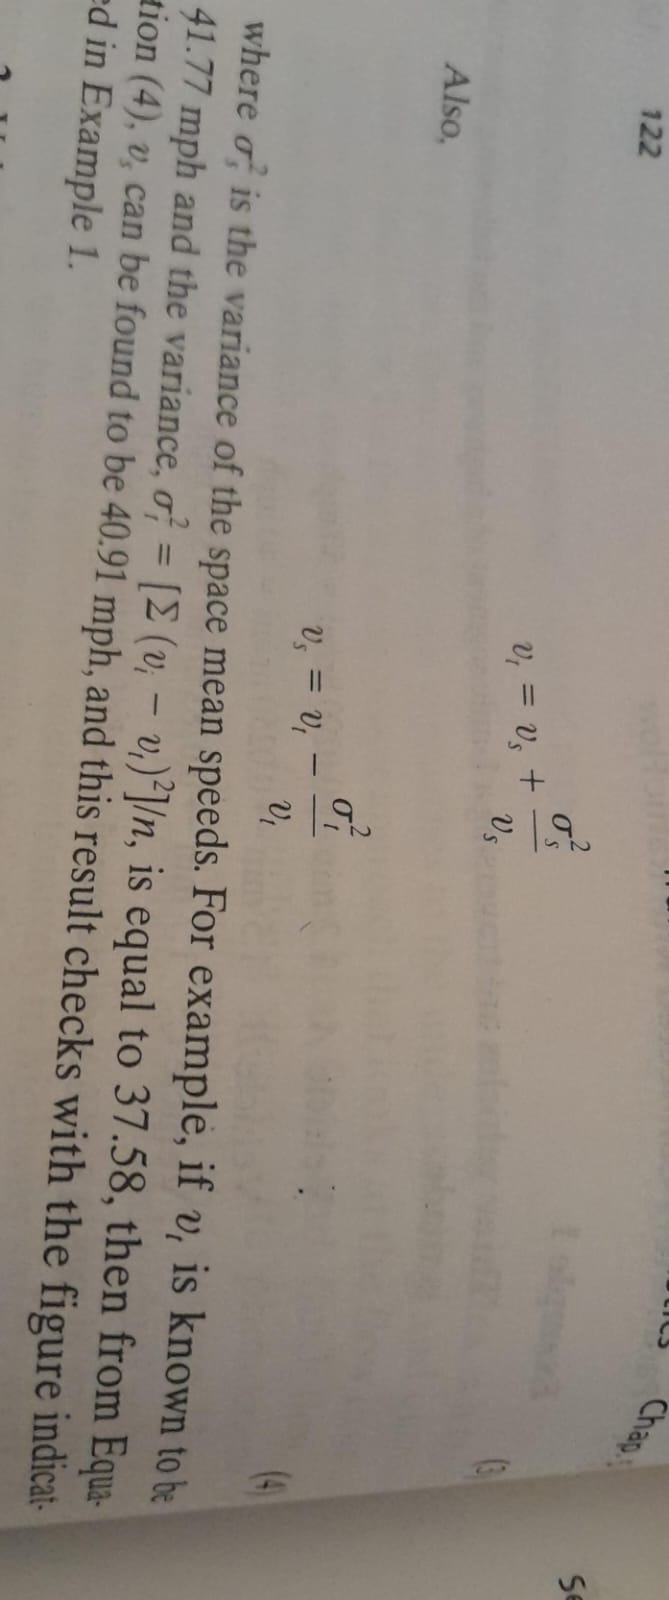 122
Chap.
v_t = v_s + σ_s²/v_s (3)
Also,
v_s = v_t − σ_t²/v_t (4)
where σ_s² is the variance of the space mean speeds. For example, if v_t is known to be
41.77 mph and the variance, σ_t² = [Σ (v_i − v_t)²]/n, is equal to 37.58, then from Equa-
tion (4), v_s can be found to be 40.91 mph, and this result checks with the figure indicat-
ed in Example 1.